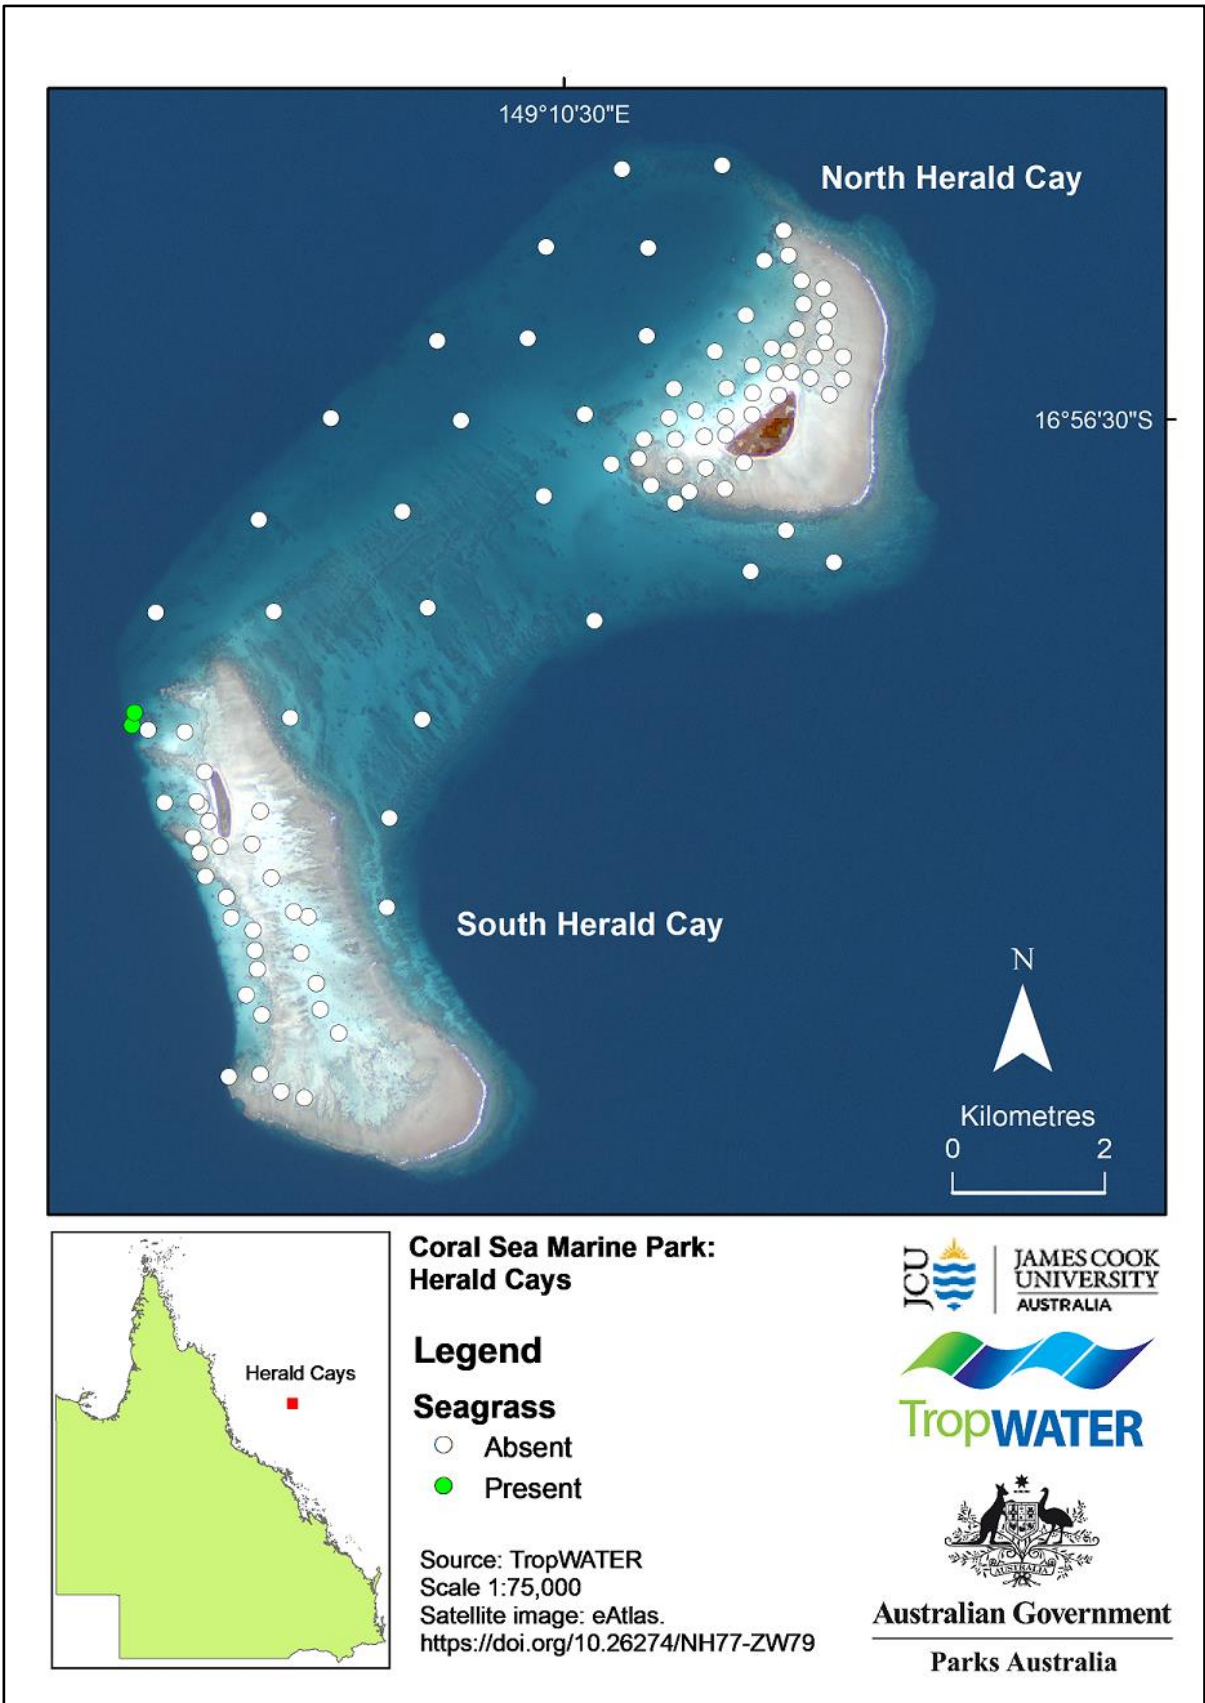 149°10'30"E
North Herald Cay
16°56'30"S
South Herald Cay
N
Kilometres
0 2
Herald Cays
Coral Sea Marine Park:
Herald Cays
Legend
Seagrass
Absent
Present
Source: TropWATER
Scale 1:75,000
Satellite image: eAtlas.
https://doi.org/10.26274/NH77-ZW79
JCU
JAMES COOK
UNIVERSITY
AUSTRALIA
TropWATER
AUSTRALIA
Australian Government
Parks Australia